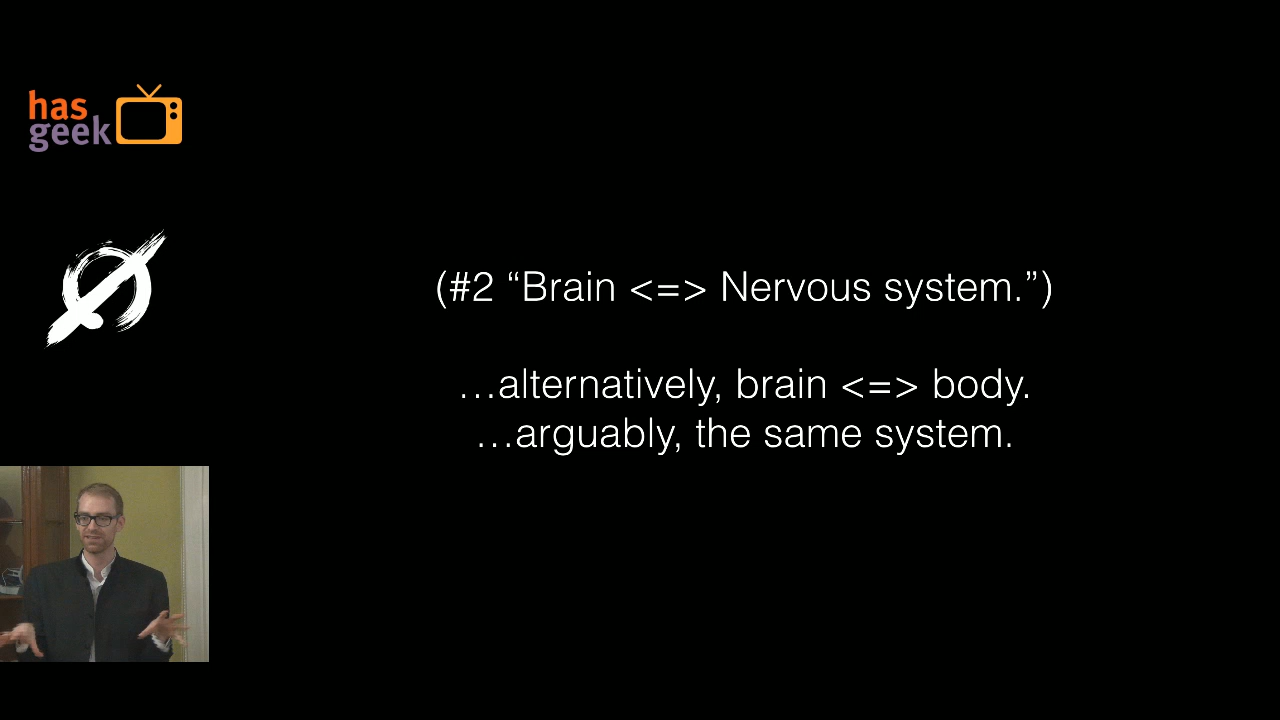 has
geek
(#2 “Brain <=> Nervous system.”)
…alternatively, brain <=> body.
…arguably, the same system.